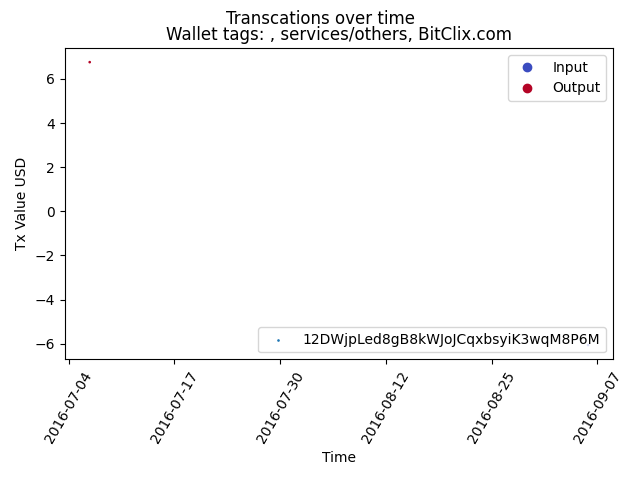 Transcations over time
Wallet tags: , services/others, BitClix.com
Input
Output
6
4
2
0
−2
−4
−6
Tx Value USD
12DWjpLed8gB8kWJoJCqxbsyiK3wqM8P6M
2016-07-04
2016-07-17
2016-07-30
2016-08-12
2016-08-25
2016-09-07
Time